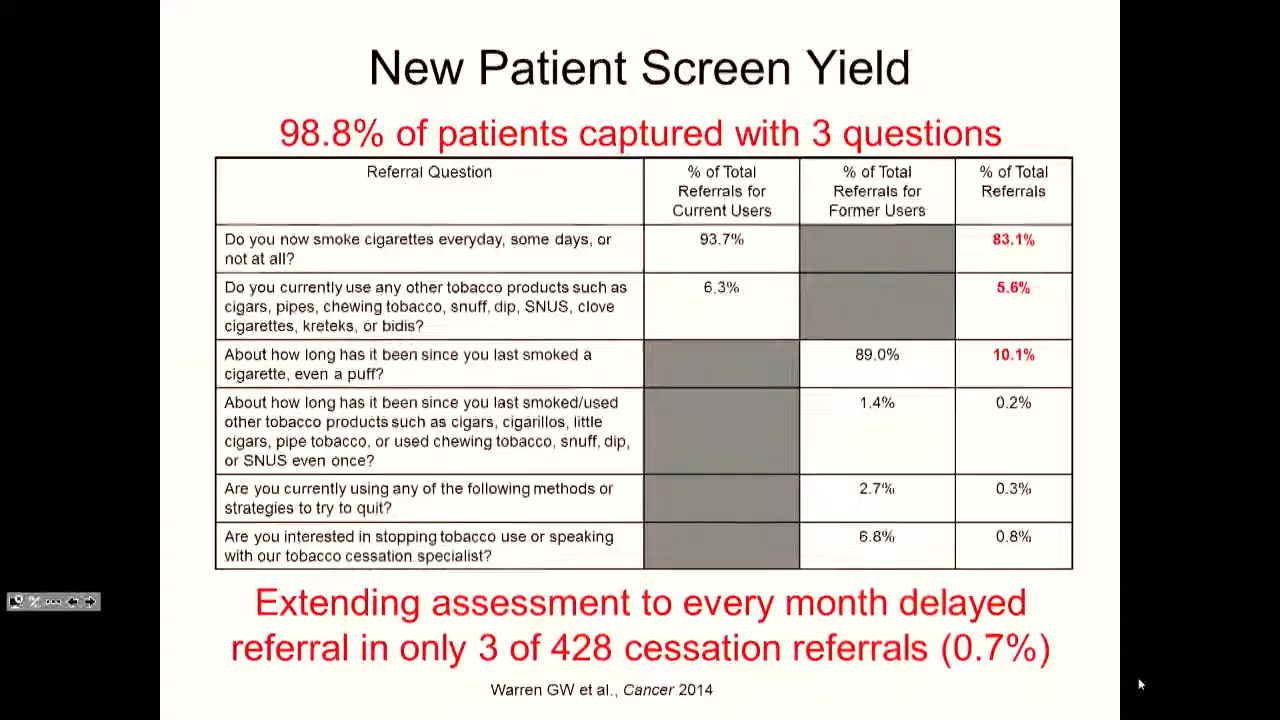 New Patient Screen Yield
98.8% of patients captured with 3 questions
Referral Question
% of Total
Referrals for
Current Users
% of Total
Referrals for
Former Users
% of Total
Referrals
Do you now smoke cigarettes everyday, some days, or
not at all?
93.7%
83.1%
Do you currently use any other tobacco products such as
cigars, pipes, chewing tobacco, snuff, dip, SNUS, clove
cigarettes, kreteks, or bidis?
6.3%
5.6%
About how long has it been since you last smoked a
cigarette, even a puff?
89.0%
10.1%
About how long has it been since you last smoked/used
other tobacco products such as cigars, cigarillos, little
cigars, pipe tobacco, or used chewing tobacco, snuff, dip,
or SNUS even once?
1.4%
0.2%
Are you currently using any of the following methods or
strategies to try to quit?
2.7%
0.3%
Are you interested in stopping tobacco use or speaking
with our tobacco cessation specialist?
6.8%
0.8%
Extending assessment to every month delayed
referral in only 3 of 428 cessation referrals (0.7%)
Warren GW et al., Cancer 2014